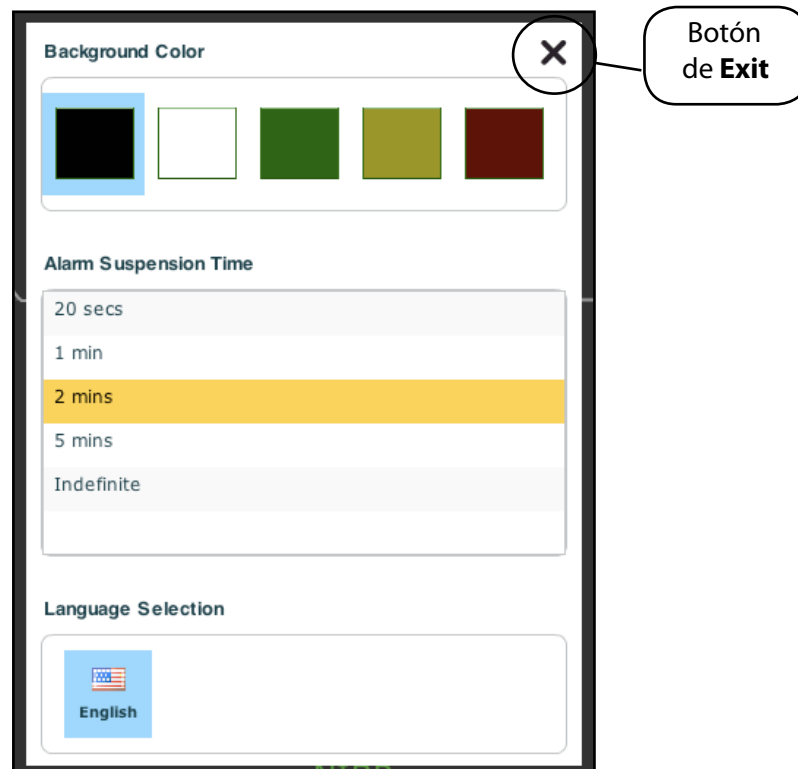 Background Color
Botón
de Exit
Alarm Suspension Time
20 secs
1 min
2 mins
5 mins
Indefinite
Language Selection
English